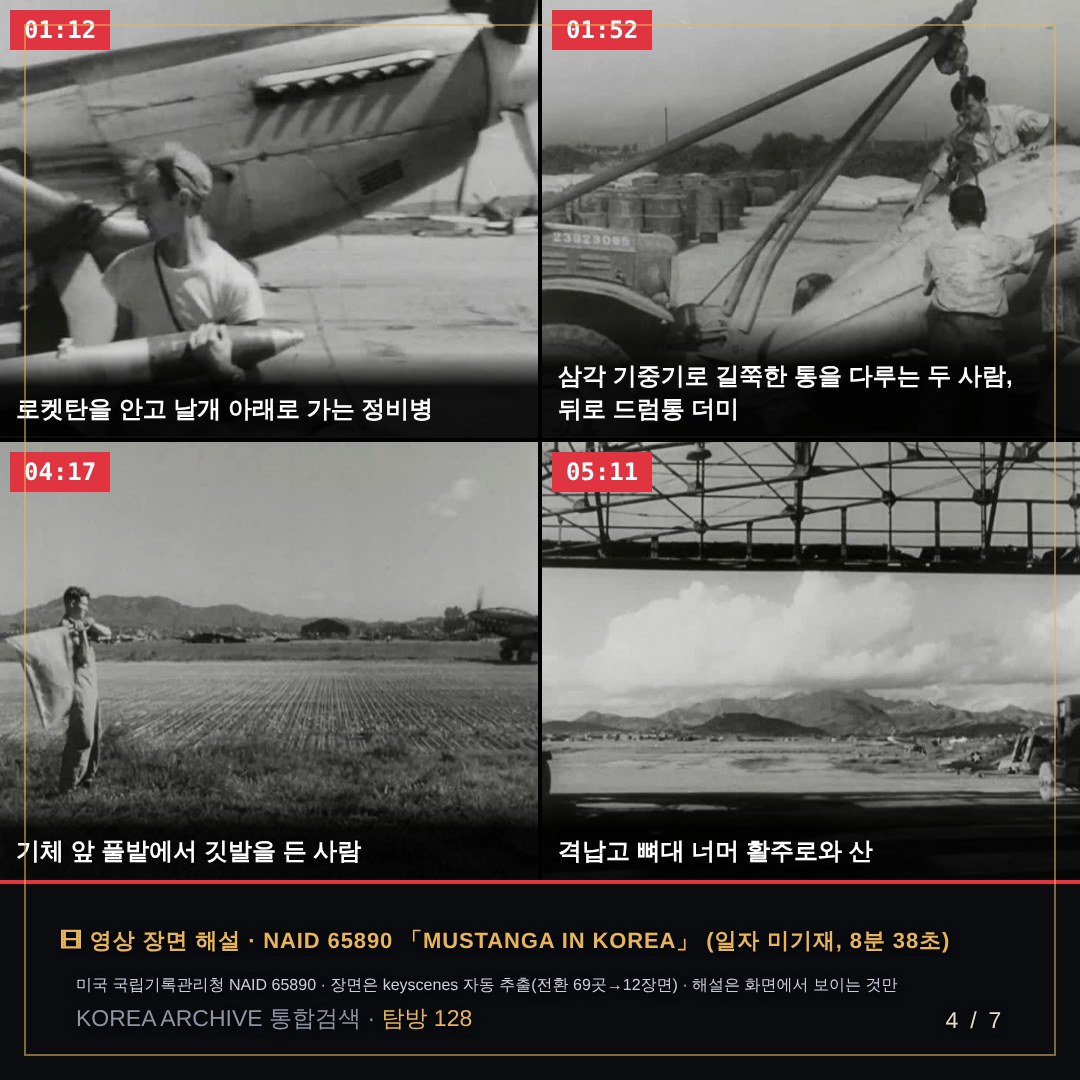 01:12
01:52
23923095
로켓탄을 안고 날개 아래로 가는 정비병
삼각 기중기로 길쭉한 통을 다루는 두 사람,
뒤로 드럼통 더미
04:17
05:11
기체 앞 풀밭에서 깃발을 든 사람
격납고 뼈대 너머 활주로와 산
영상 장면 해설 · NAID 65890 「MUSTANGA IN KOREA」 (일자 미기재, 8분 38초)
미국 국립기록관리청 NAID 65890 · 장면은 keyscenes 자동 추출(전환 69곳→12장면) · 해설은 화면에서 보이는 것만
KOREA ARCHIVE 통합검색 · 탐방 128
4 / 7